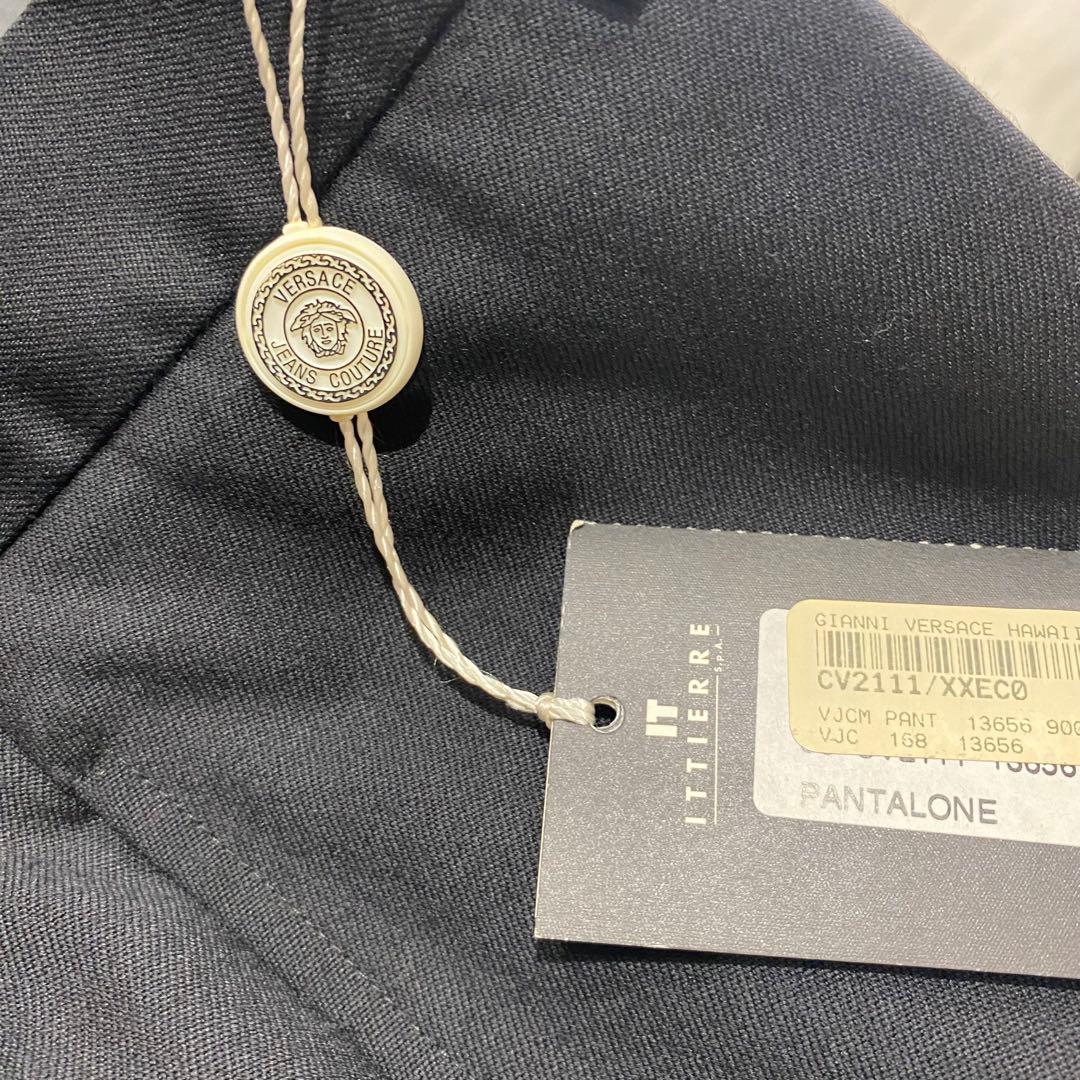 VERSACE
JEANS COUTURE
IT
ITTIERRE
S.p.A.
GIANNI VERSACE HAWAII
CV2111/XXEC0
VJCM PANT 13656 900
VJC 168 13656
PANTALONE